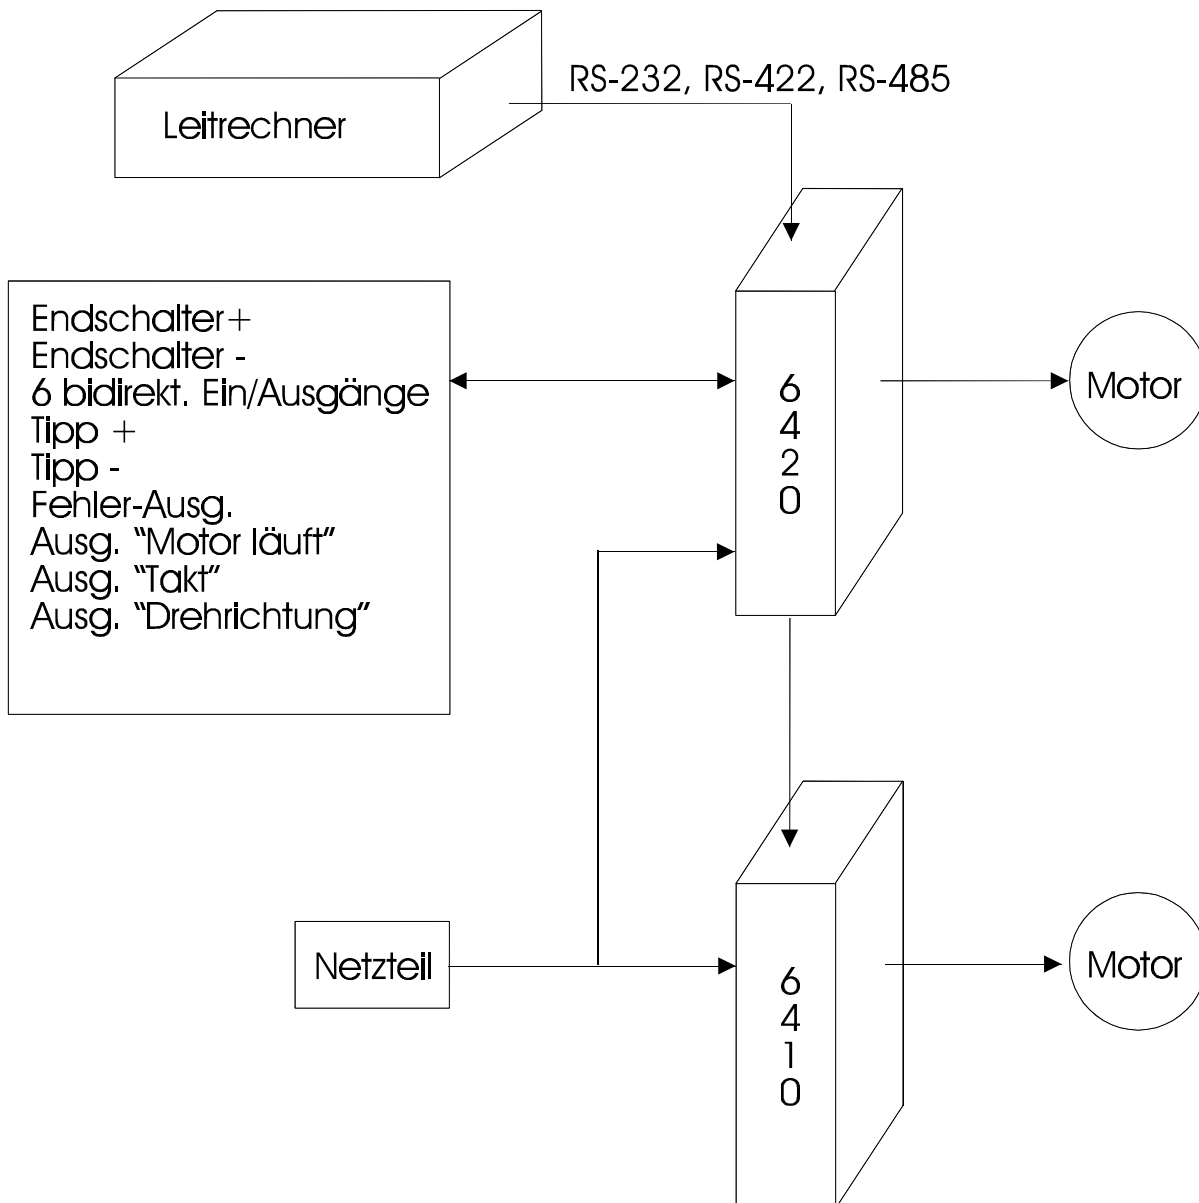 RS-232, RS-422, RS-485
Leitrechner
Endschalter+
Endschalter -
6 bidirekt. Ein/Ausgänge
Tipp +
Tipp -
Fehler-Ausg.
Ausg. “Motor läuft”
Ausg. “Takt”
Ausg. “Drehrichtung”
6
4
2
0
Motor
Netzteil
6
4
1
0
Motor